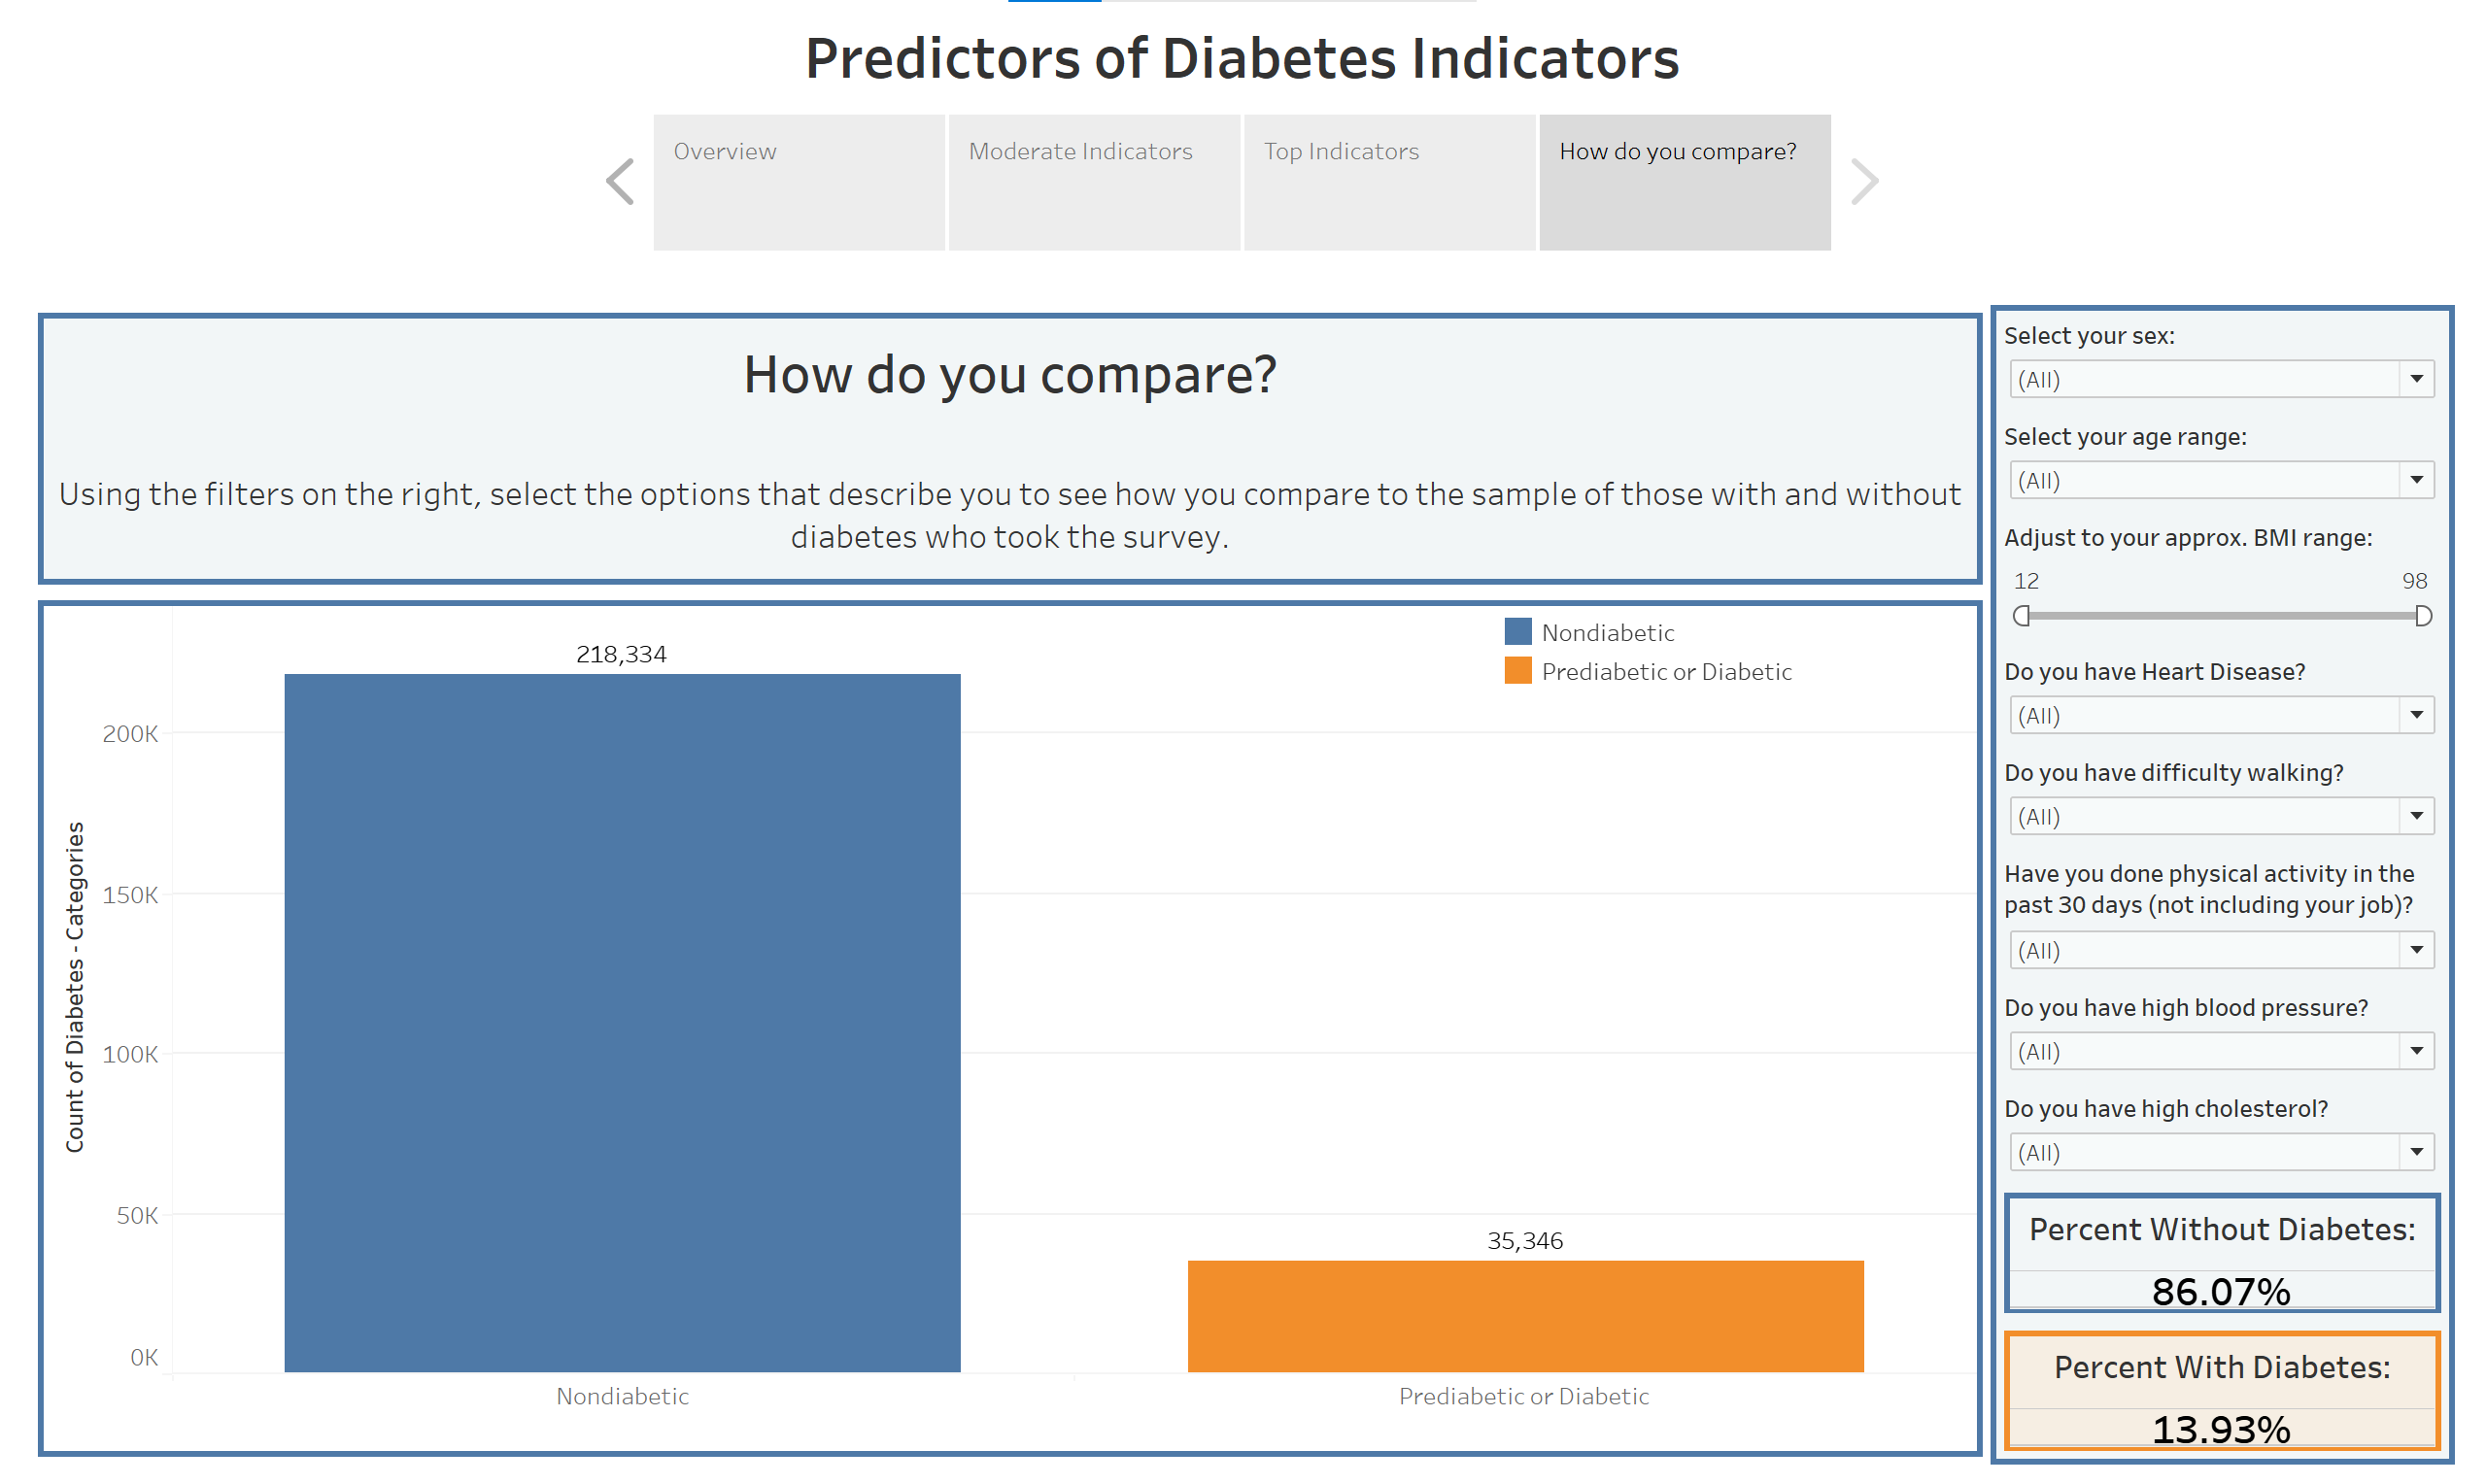 Predictors of Diabetes Indicators
Overview
Moderate Indicators
Top Indicators
How do you compare?
How do you compare?
Using the filters on the right, select the options that describe you to see how you compare to the sample of those with and without
diabetes who took the survey.
Nondiabetic
Prediabetic or Diabetic
218,334
35,346
Count of Diabetes - Categories
200K
150K
100K
50K
0K
Nondiabetic
Prediabetic or Diabetic
Select your sex:
(All)
Select your age range:
(All)
Adjust to your approx. BMI range:
12 98
Do you have Heart Disease?
(All)
Do you have difficulty walking?
(All)
Have you done physical activity in the
past 30 days (not including your job)?
(All)
Do you have high blood pressure?
(All)
Do you have high cholesterol?
(All)
Percent Without Diabetes:
86.07%
Percent With Diabetes:
13.93%